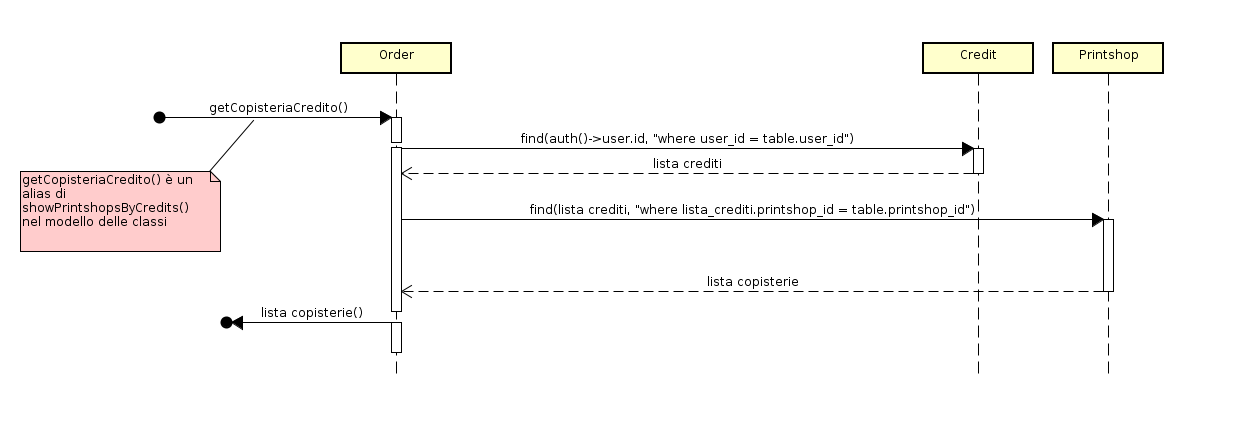 Order
Credit
Printshop
getCopisteriaCredito()
find(auth()->user.id, "where user_id = table.user_id")
lista crediti
getCopisteriaCredito() è un
alias di
showPrintshopsByCredits()
nel modello delle classi
find(lista crediti, "where lista_crediti.printshop_id = table.printshop_id")
lista copisterie
lista copisterie()